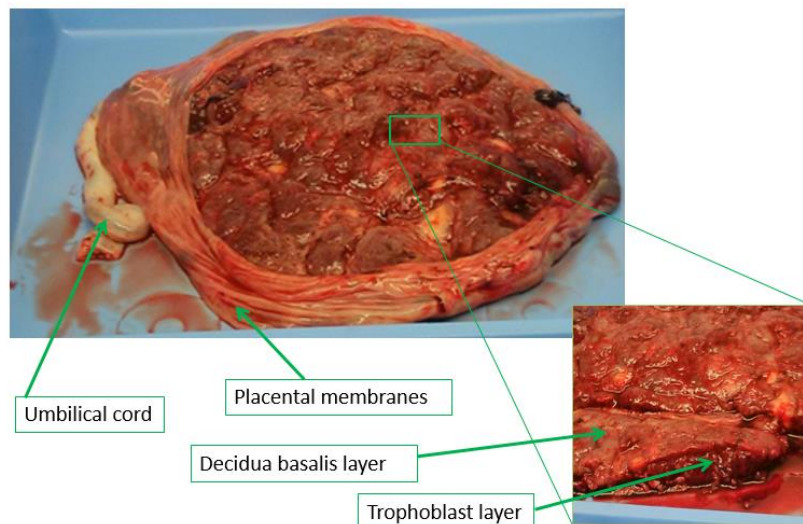 Umbilical cord
Placental membranes
Decidua basalis layer
Trophoblast layer